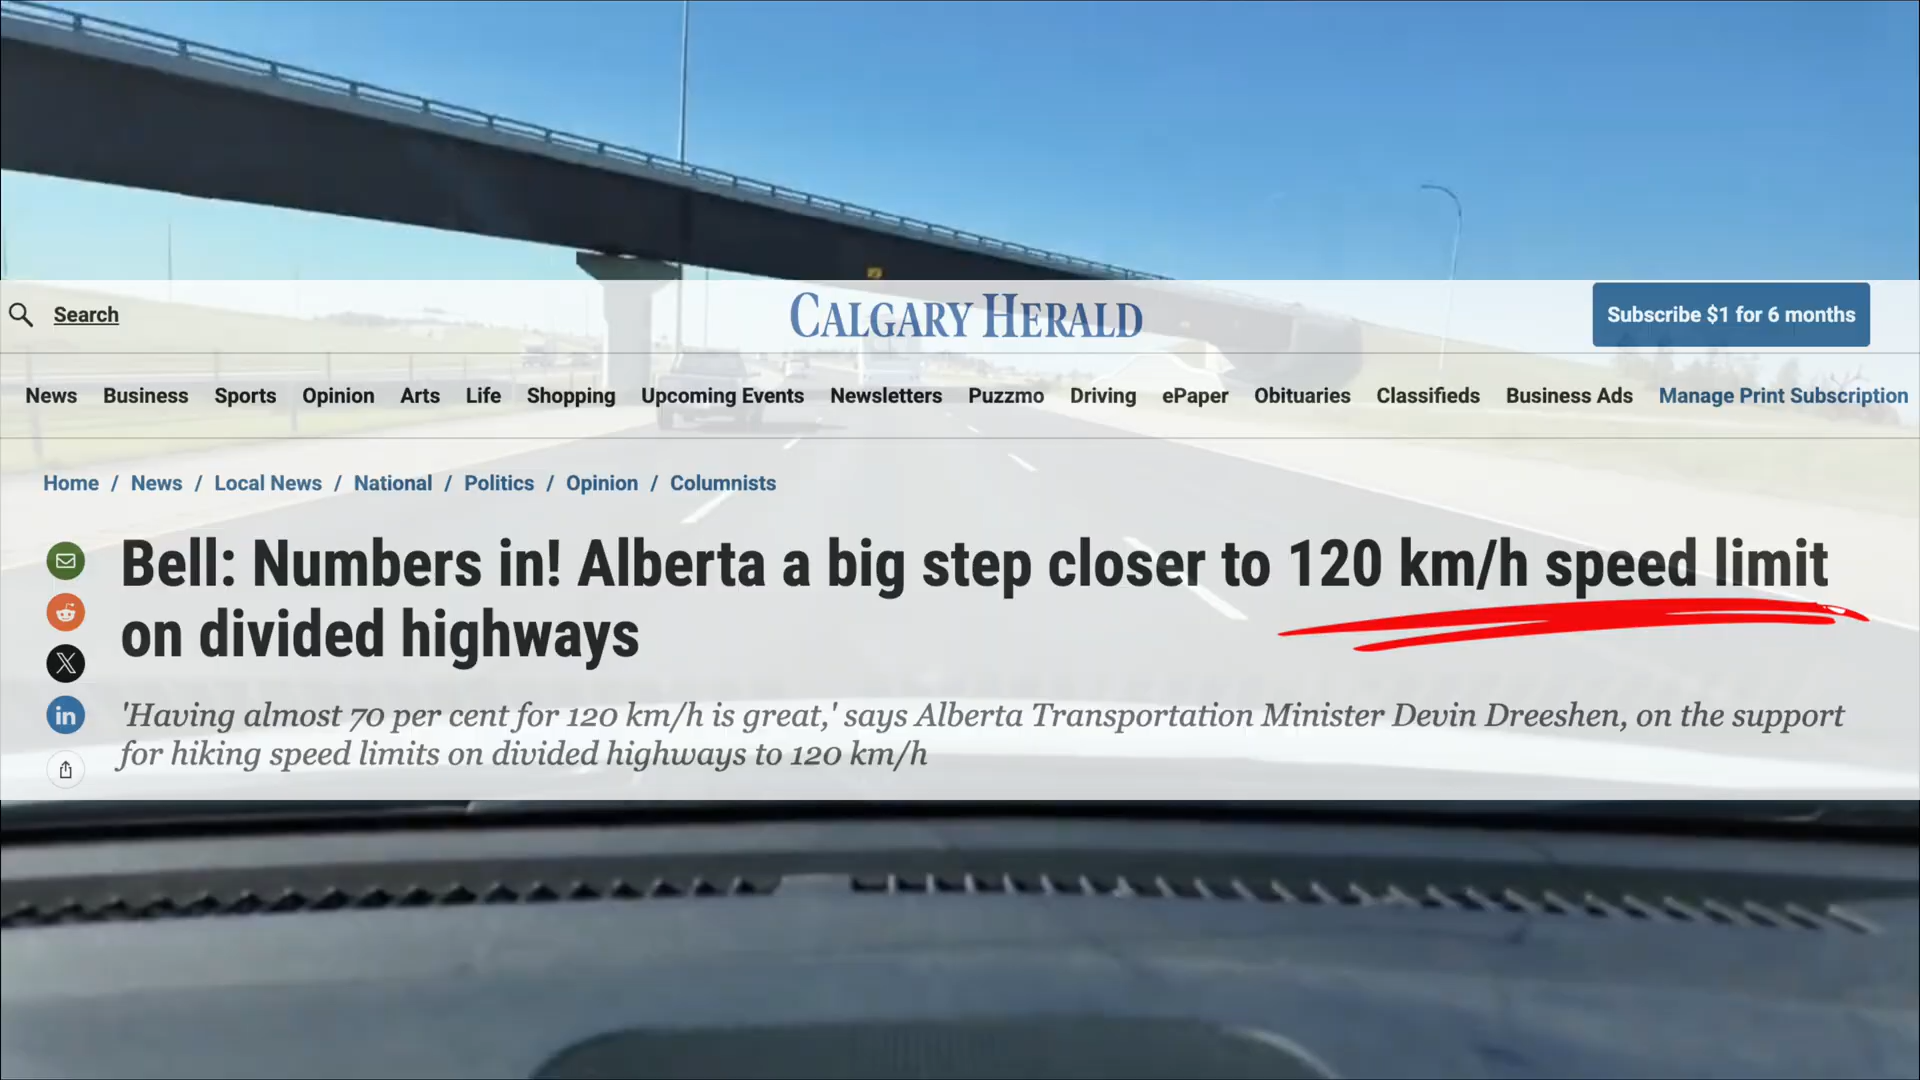 Search
CALGARY HERALD
Subscribe $1 for 6 months
News Business Sports Opinion Arts Life Shopping Upcoming Events Newsletters Puzzmo Driving ePaper Obituaries Classifieds Business Ads Manage Print Subscription
Home / News / Local News / National / Politics / Opinion / Columnists
Bell: Numbers in! Alberta a big step closer to 120 km/h speed limit
on divided highways
'Having almost 70 per cent for 120 km/h is great,' says Alberta Transportation Minister Devin Dreeshen, on the support
for hiking speed limits on divided highways to 120 km/h